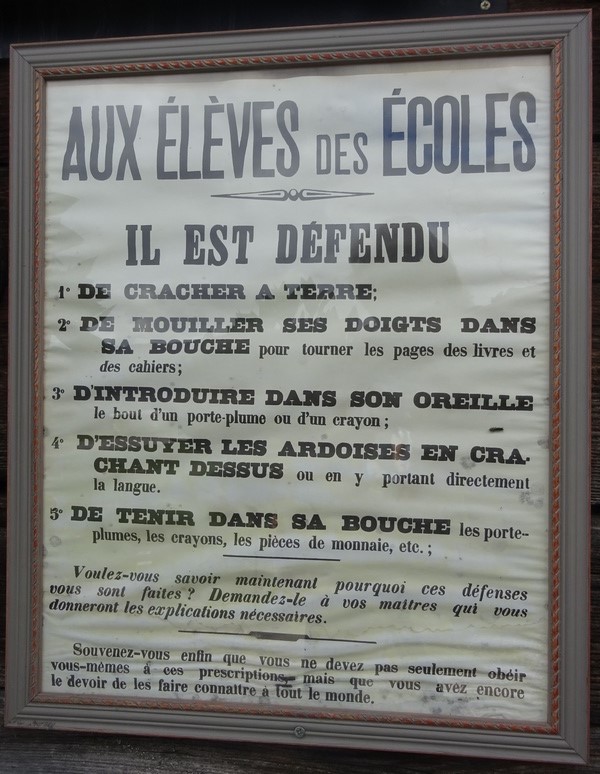 AUX ÉLÈVES DES ÉCOLES
IL EST DÉFENDU
1° DE CRACHER A TERRE;
2° DE MOUILLER SES DOIGTS DANS
SA BOUCHE pour tourner les pages des livres et
des cahiers;
3° D'INTRODUIRE DANS SON OREILLE
le bout d'un porte-plume ou d'un crayon;
4° D'ESSUYER LES ARDOISES EN CRA-
CHANT DESSUS ou en y portant directement
la langue.
5° DE TENIR DANS SA BOUCHE les porte-
plumes, les crayons, les pièces de monnaie, etc.;
Voulez-vous savoir maintenant pourquoi ces défenses
vous sont faites? Demandez-le à vos maîtres qui vous
donneront les explications nécessaires.
Souvenez-vous enfin que vous ne devez pas seulement obéir
vous-mêmes à ces prescriptions, mais que vous avez encore
le devoir de les faire connaître à tout le monde.